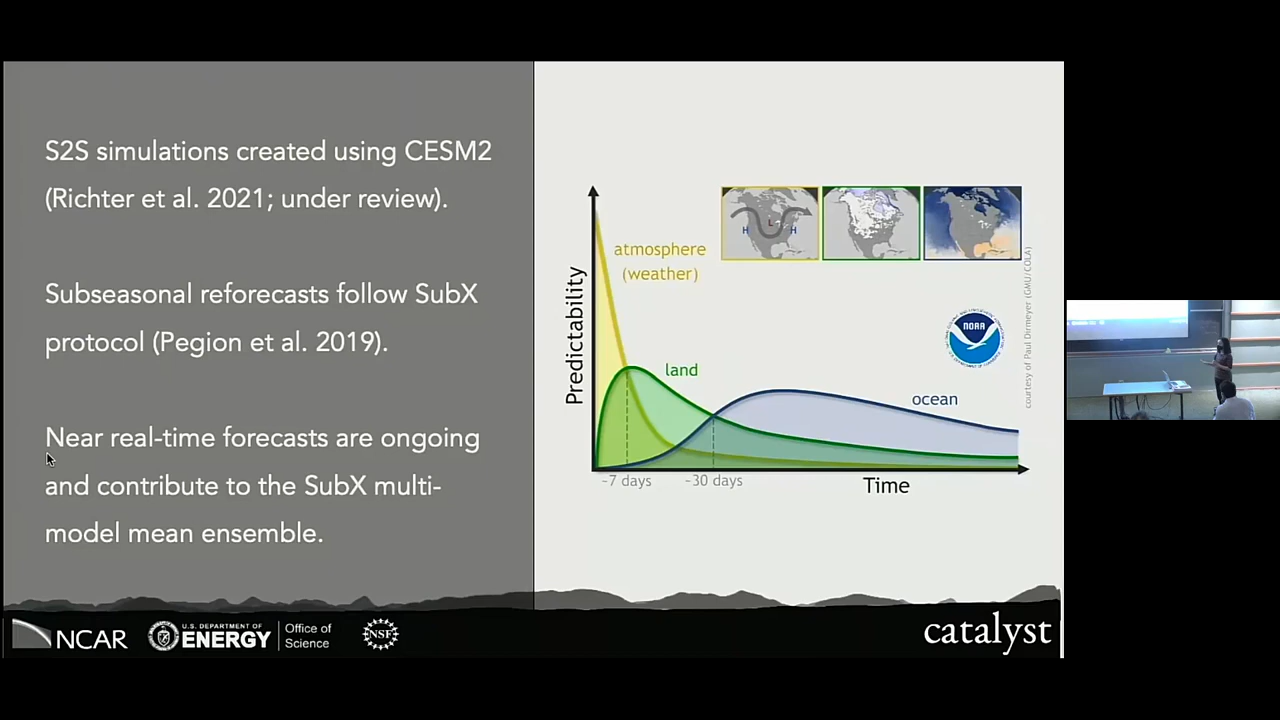 S2S simulations created using CESM2
(Richter et al. 2021; under review).
Subseasonal reforecasts follow SubX
protocol (Pegion et al. 2019).
Near real-time forecasts are ongoing
and contribute to the SubX multi-
model mean ensemble.
Predictability
atmosphere
(weather)
land
ocean
H
L
H
NOAA
courtesy of Paul Dirmeyer (GMU/COLA)
~7 days
~30 days
Time
NCAR
U.S. DEPARTMENT OF
ENERGY
Office of
Science
NSF
catalyst